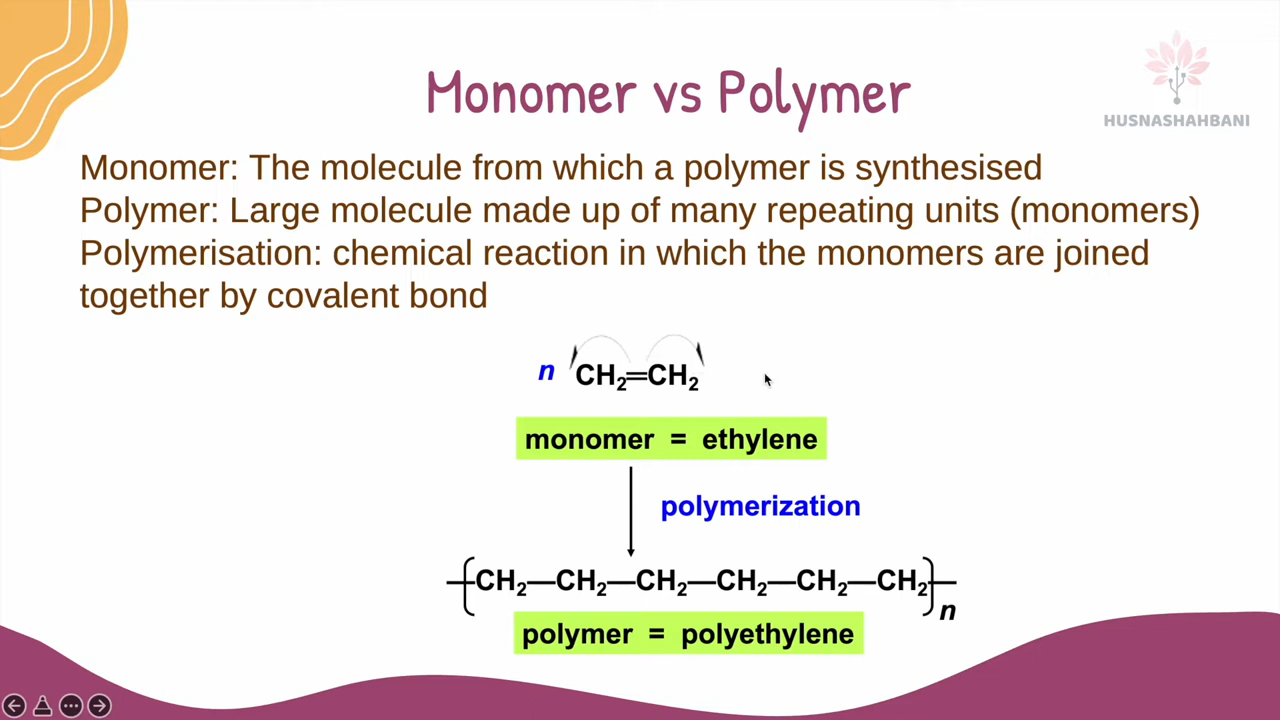 Monomer vs Polymer
HUSNASHAHBANI
Monomer: The molecule from which a polymer is synthesised
Polymer: Large molecule made up of many repeating units (monomers)
Polymerisation: chemical reaction in which the monomers are joined
together by covalent bond
n CH₂=CH₂
monomer = ethylene
polymerization
—[CH₂—CH₂—CH₂—CH₂—CH₂—CH₂]—n
polymer = polyethylene